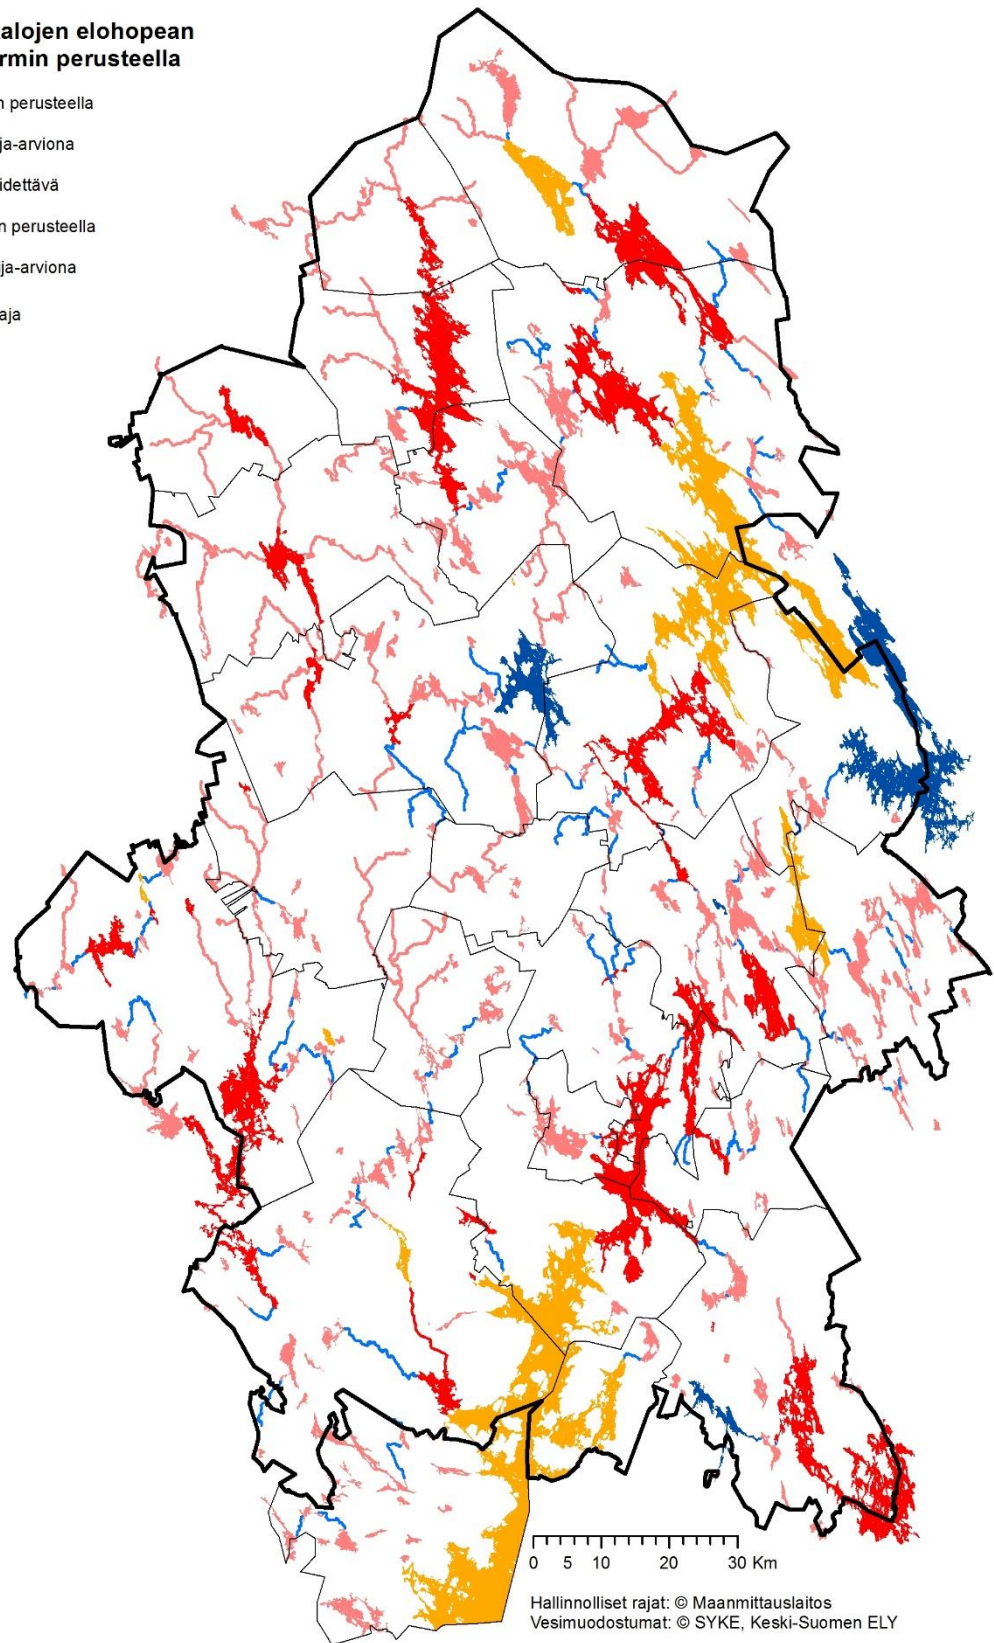 alojen elohopean
rmin perusteella
n perusteella
ja-arviona
idettävä
n perusteella
ija-arviona
aja
0 5 10 20 30 Km
Hallinnolliset rajat: © Maanmittauslaitos
Vesimuodostumat: © SYKE, Keski-Suomen ELY